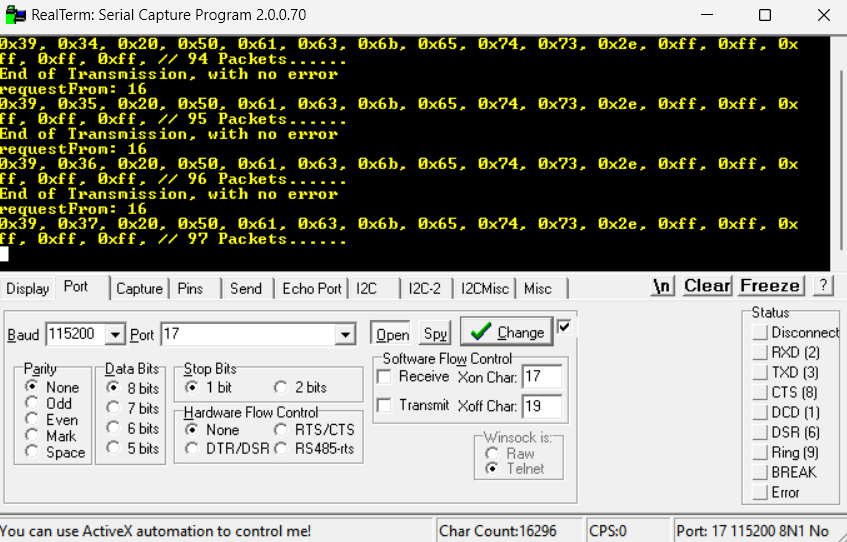 RealTerm: Serial Capture Program 2.0.0.70
0x39, 0x34, 0x20, 0x50, 0x61, 0x63, 0x6b, 0x65, 0x74, 0x73, 0x2e, 0xff, 0xff, 0x
ff, 0xff, 0xff, // 94 Packets......
End of Transmission, with no error
requestFrom: 16
0x39, 0x35, 0x20, 0x50, 0x61, 0x63, 0x6b, 0x65, 0x74, 0x73, 0x2e, 0xff, 0xff, 0x
ff, 0xff, 0xff, // 95 Packets......
End of Transmission, with no error
requestFrom: 16
0x39, 0x36, 0x20, 0x50, 0x61, 0x63, 0x6b, 0x65, 0x74, 0x73, 0x2e, 0xff, 0xff, 0x
ff, 0xff, 0xff, // 96 Packets......
End of Transmission, with no error
requestFrom: 16
0x39, 0x37, 0x20, 0x50, 0x61, 0x63, 0x6b, 0x65, 0x74, 0x73, 0x2e, 0xff, 0xff, 0x
ff, 0xff, 0xff, // 97 Packets......
Display Port Capture Pins Send Echo Port I2C I2C-2 I2CMisc Misc \n Clear Freeze ?
Baud 115200 Port 17 Open Spy Change
Parity
None
Odd
Even
Mark
Space
Data Bits
8 bits
7 bits
6 bits
5 bits
Stop Bits
1 bit 2 bits
Hardware Flow Control
None RTS/CTS
DTR/DSR RS485-rts
Software Flow Control
Receive Xon Char: 17
Transmit Xoff Char: 19
Winsock is:
Raw
Telnet
Status
Disconnect
RXD (2)
TXD (3)
CTS (8)
DCD (1)
DSR (6)
Ring (9)
BREAK
Error
You can use ActiveX automation to control me! Char Count:16296 CPS:0 Port: 17 115200 8N1 No